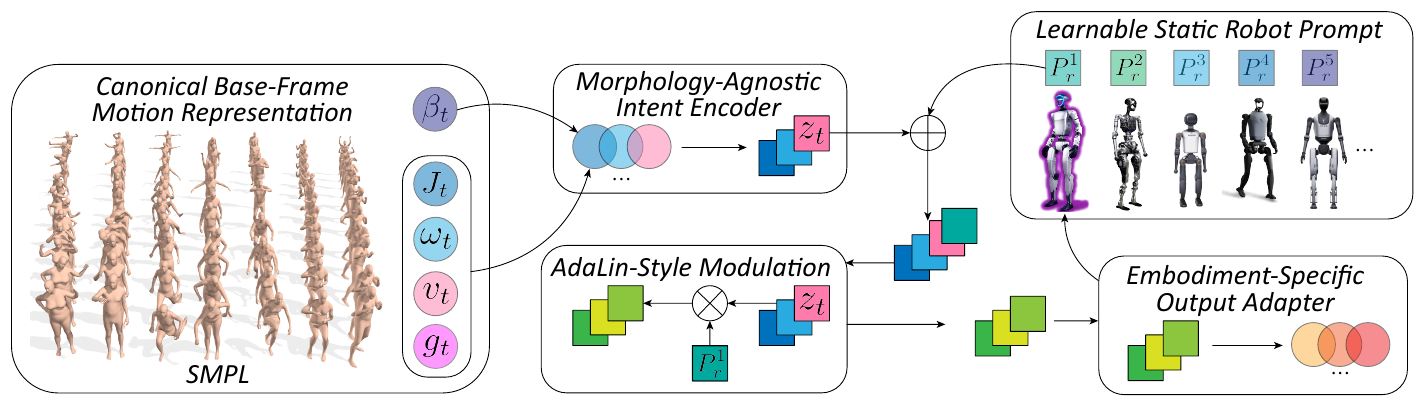 Canonical Base-Frame
Motion Representation
β_t
J_t
ω_t
v_t
g_t
SMPL
Morphology-Agnostic
Intent Encoder
...
z_t
AdaLin-Style Modulation
z_t
P_r^1
Learnable Static Robot Prompt
P_r^1 P_r^2 P_r^3 P_r^4 P_r^5
...
Embodiment-Specific
Output Adapter
...